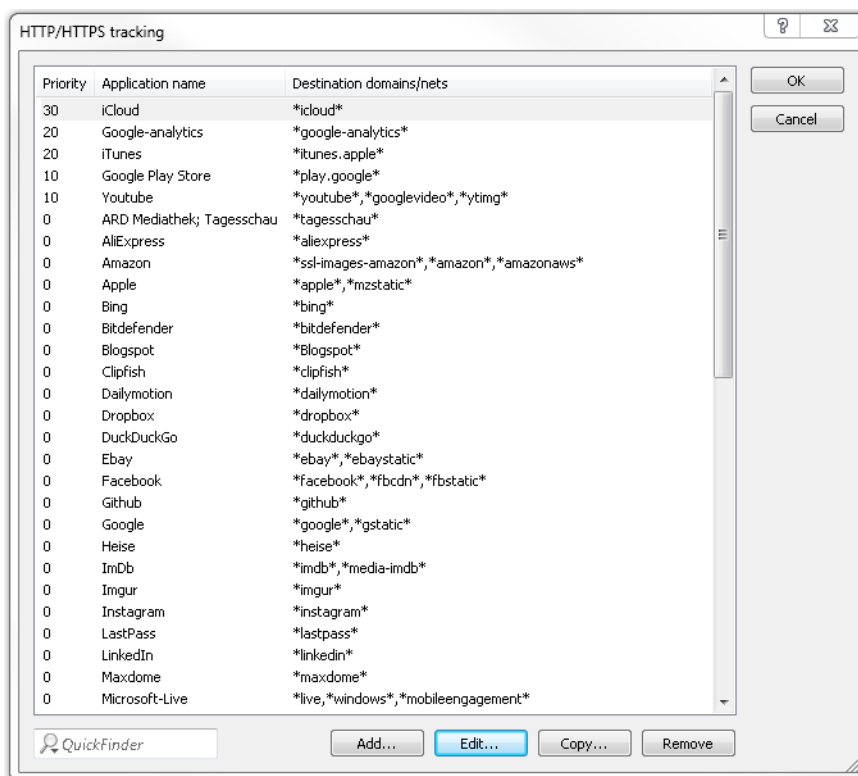 HTTP/HTTPS tracking
Priority Application name Destination domains/nets
30 iCloud *icloud*
20 Google-analytics *google-analytics*
20 iTunes *itunes.apple*
10 Google Play Store *play.google*
10 Youtube *youtube*,*googlevideo*,*ytimg*
0 ARD Mediathek; Tagesschau *tagesschau*
0 AliExpress *aliexpress*
0 Amazon *ssl-images-amazon*,*amazon*,*amazonaws*
0 Apple *apple*,*mzstatic*
0 Bing *bing*
0 Bitdefender *bitdefender*
0 Blogspot *Blogspot*
0 Clipfish *clipfish*
0 Dailymotion *dailymotion*
0 Dropbox *dropbox*
0 DuckDuckGo *duckduckgo*
0 Ebay *ebay*,*ebaystatic*
0 Facebook *facebook*,*fbcdn*,*fbstatic*
0 Github *github*
0 Google *google*,*gstatic*
0 Heise *heise*
0 ImDb *imdb*,*media-imdb*
0 Imgur *imgur*
0 Instagram *instagram*
0 LastPass *lastpass*
0 LinkedIn *linkedin*
0 Maxdome *maxdome*
0 Microsoft-Live *live,*windows*,*mobileengagement*
OK
Cancel
QuickFinder
Add... Edit... Copy... Remove